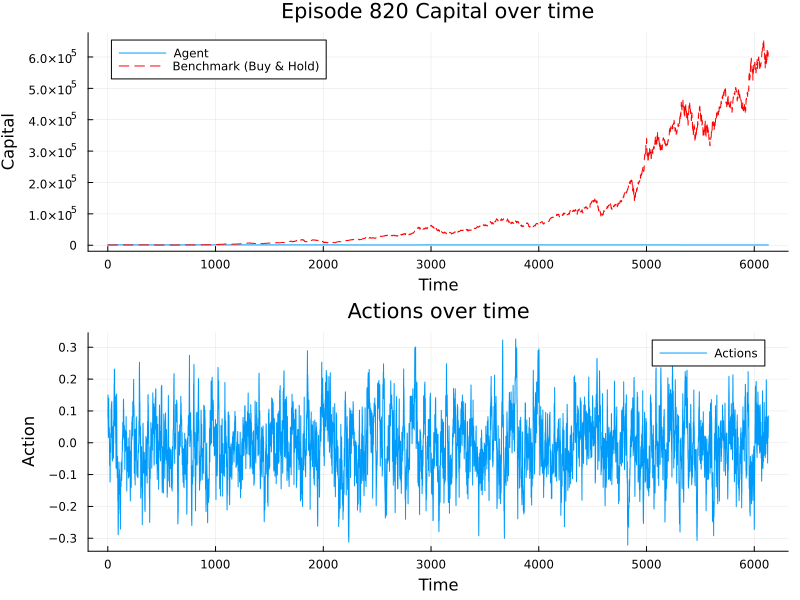 Episode 820 Capital over time
Agent
Benchmark (Buy & Hold)
6.0×10⁵
5.0×10⁵
4.0×10⁵
3.0×10⁵
2.0×10⁵
1.0×10⁵
0
Capital
0 1000 2000 3000 4000 5000 6000
Time
Actions over time
Actions
0.3
0.2
0.1
0.0
−0.1
−0.2
−0.3
Action
0 1000 2000 3000 4000 5000 6000
Time